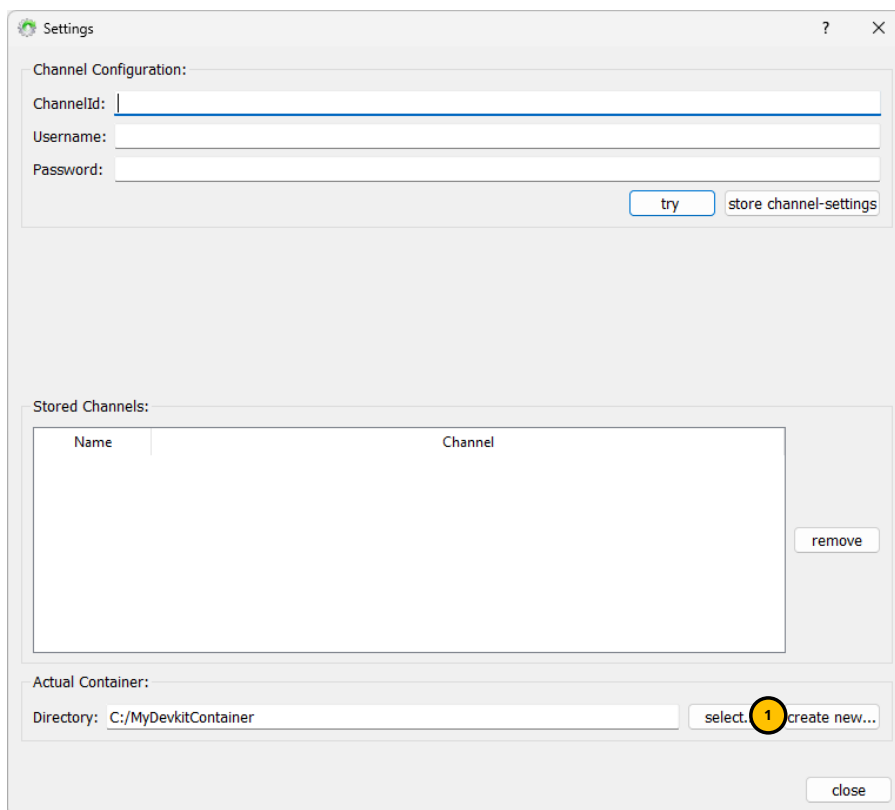 Settings
?
Channel Configuration:
ChannelId:
Username:
Password:
try store channel-settings
Stored Channels:
Name Channel
remove
Actual Container:
Directory: C:/MyDevkitContainer select.. 1 create new...
close